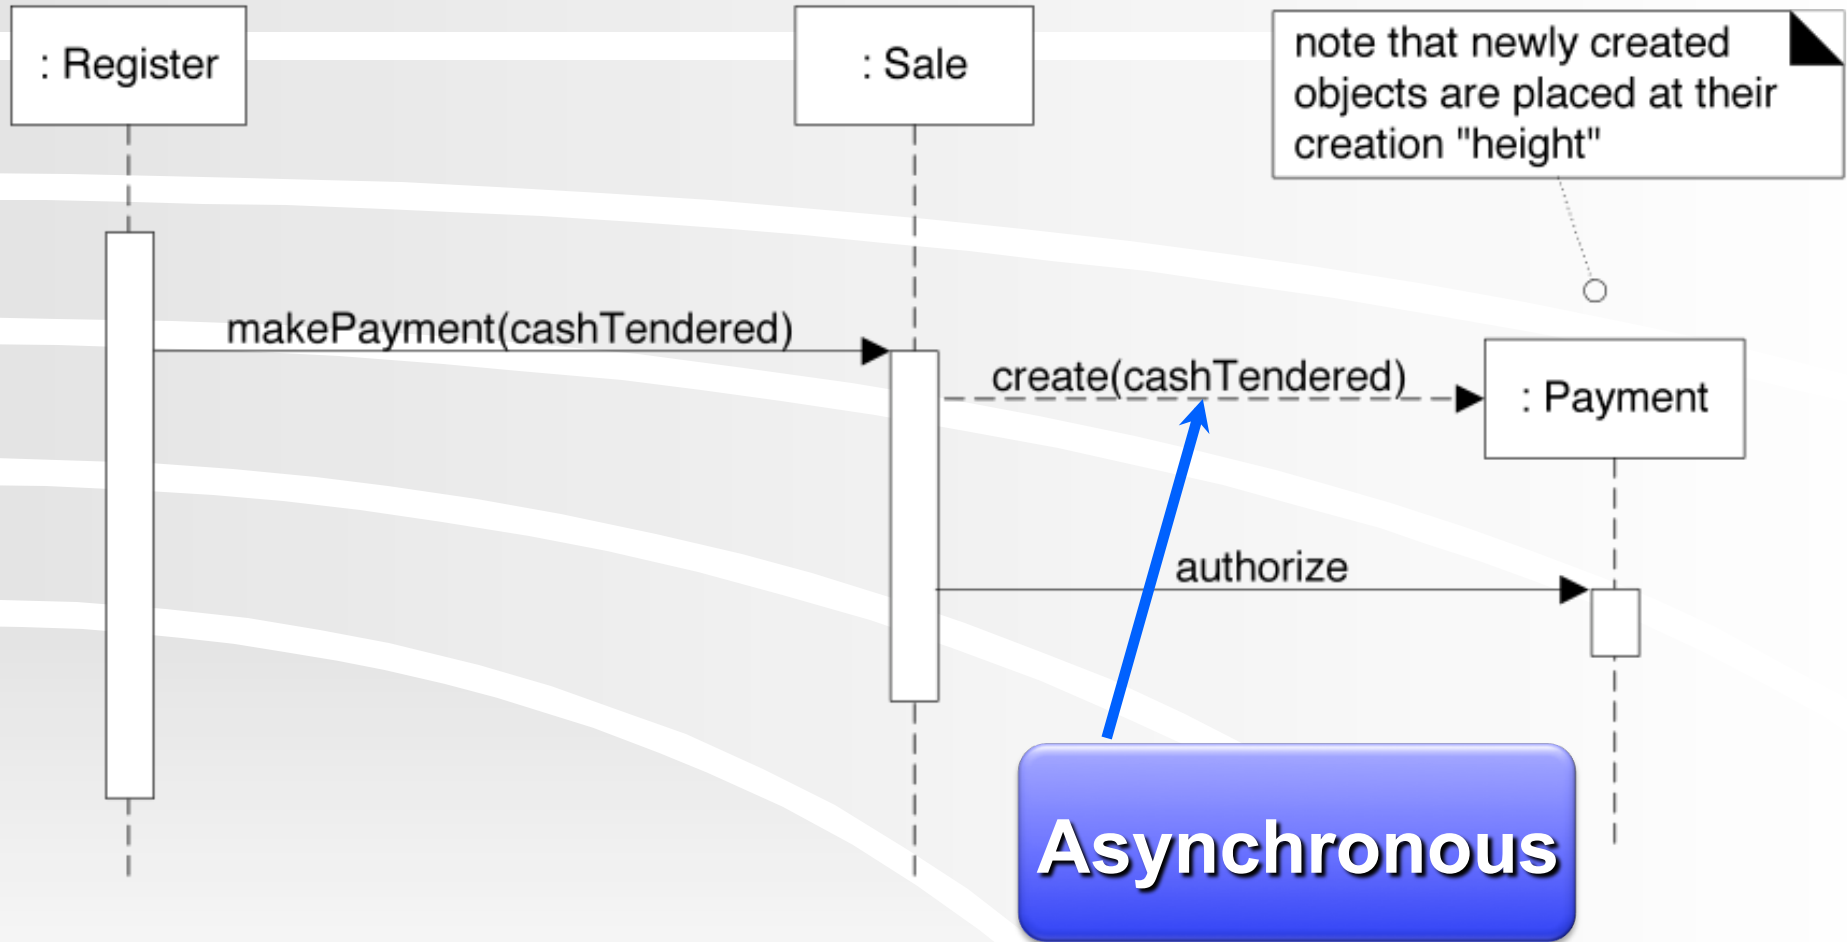 : Register
: Sale
note that newly created
objects are placed at their
creation "height"
makePayment(cashTendered)
create(cashTendered)
: Payment
authorize
Asynchronous